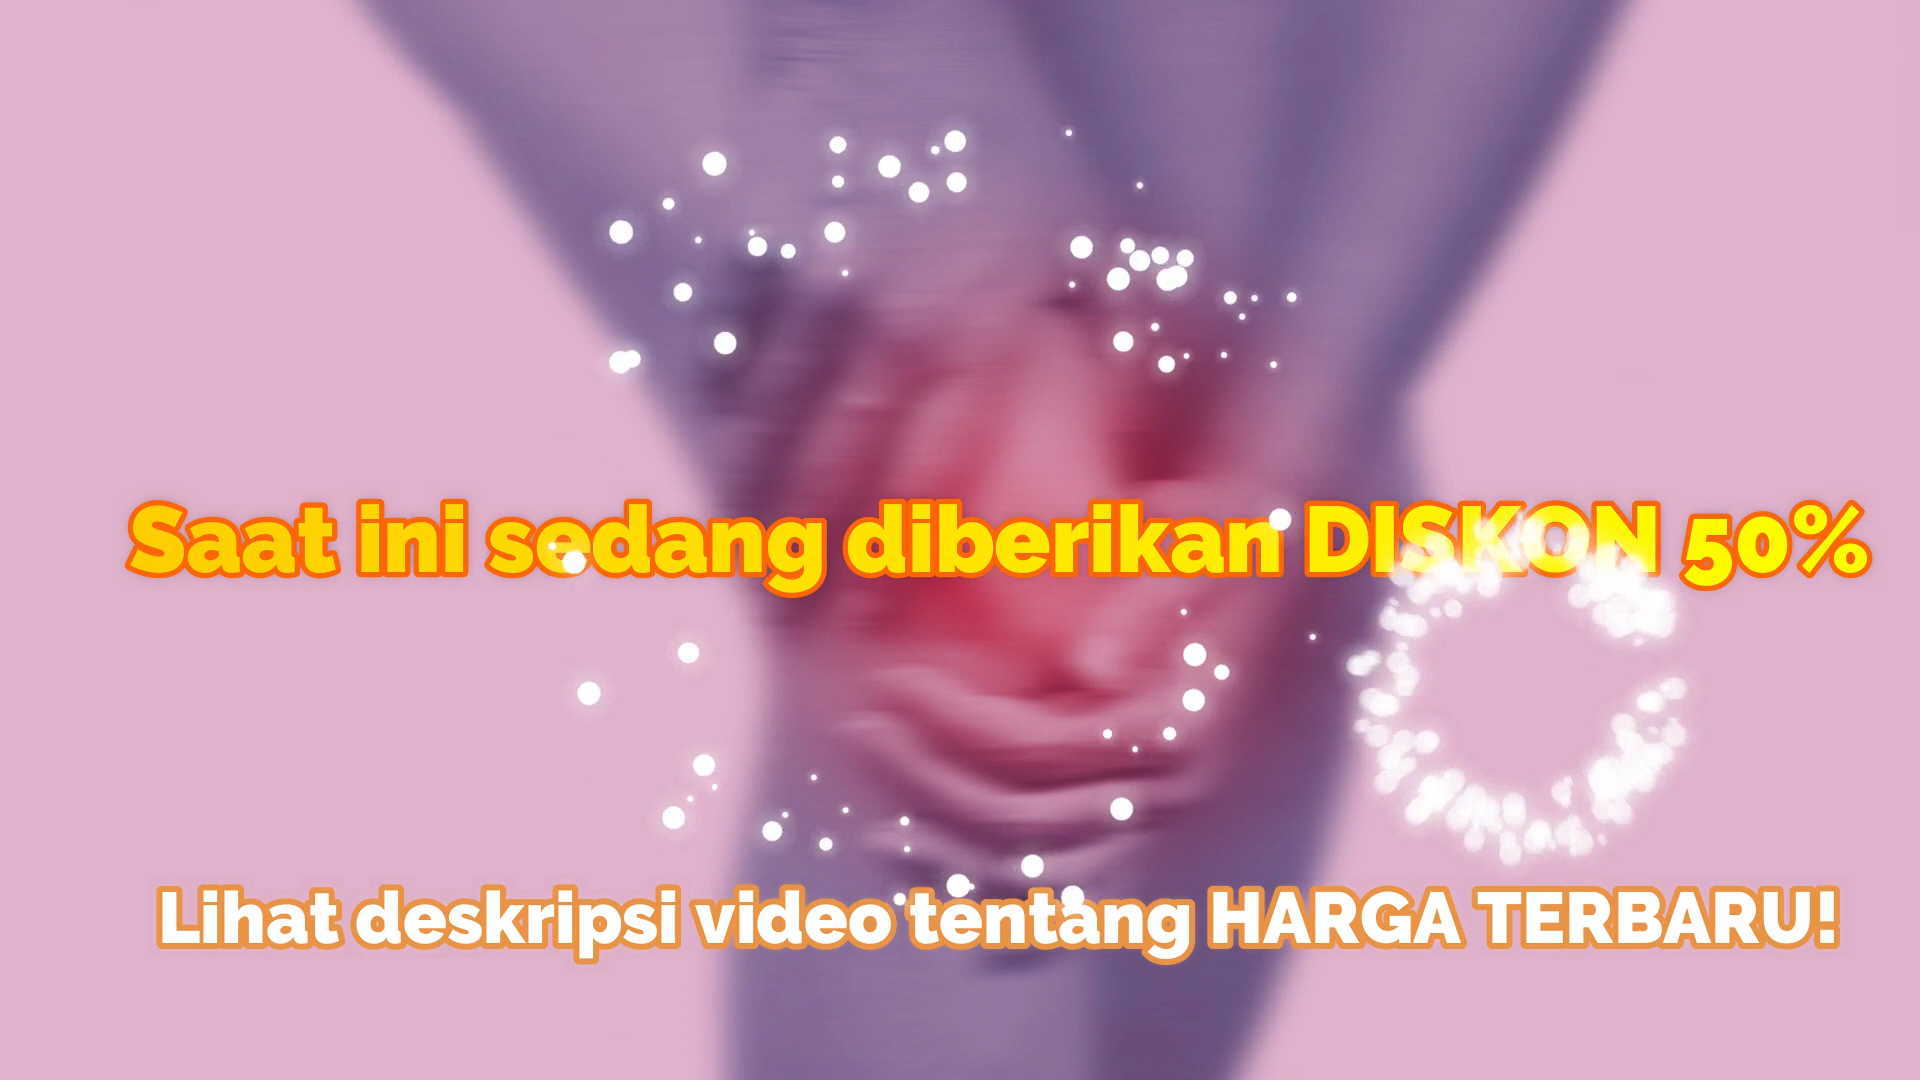 Saat ini sedang diberikan DISKON 50%
Lihat deskripsi video tentang HARGA TERBARU!